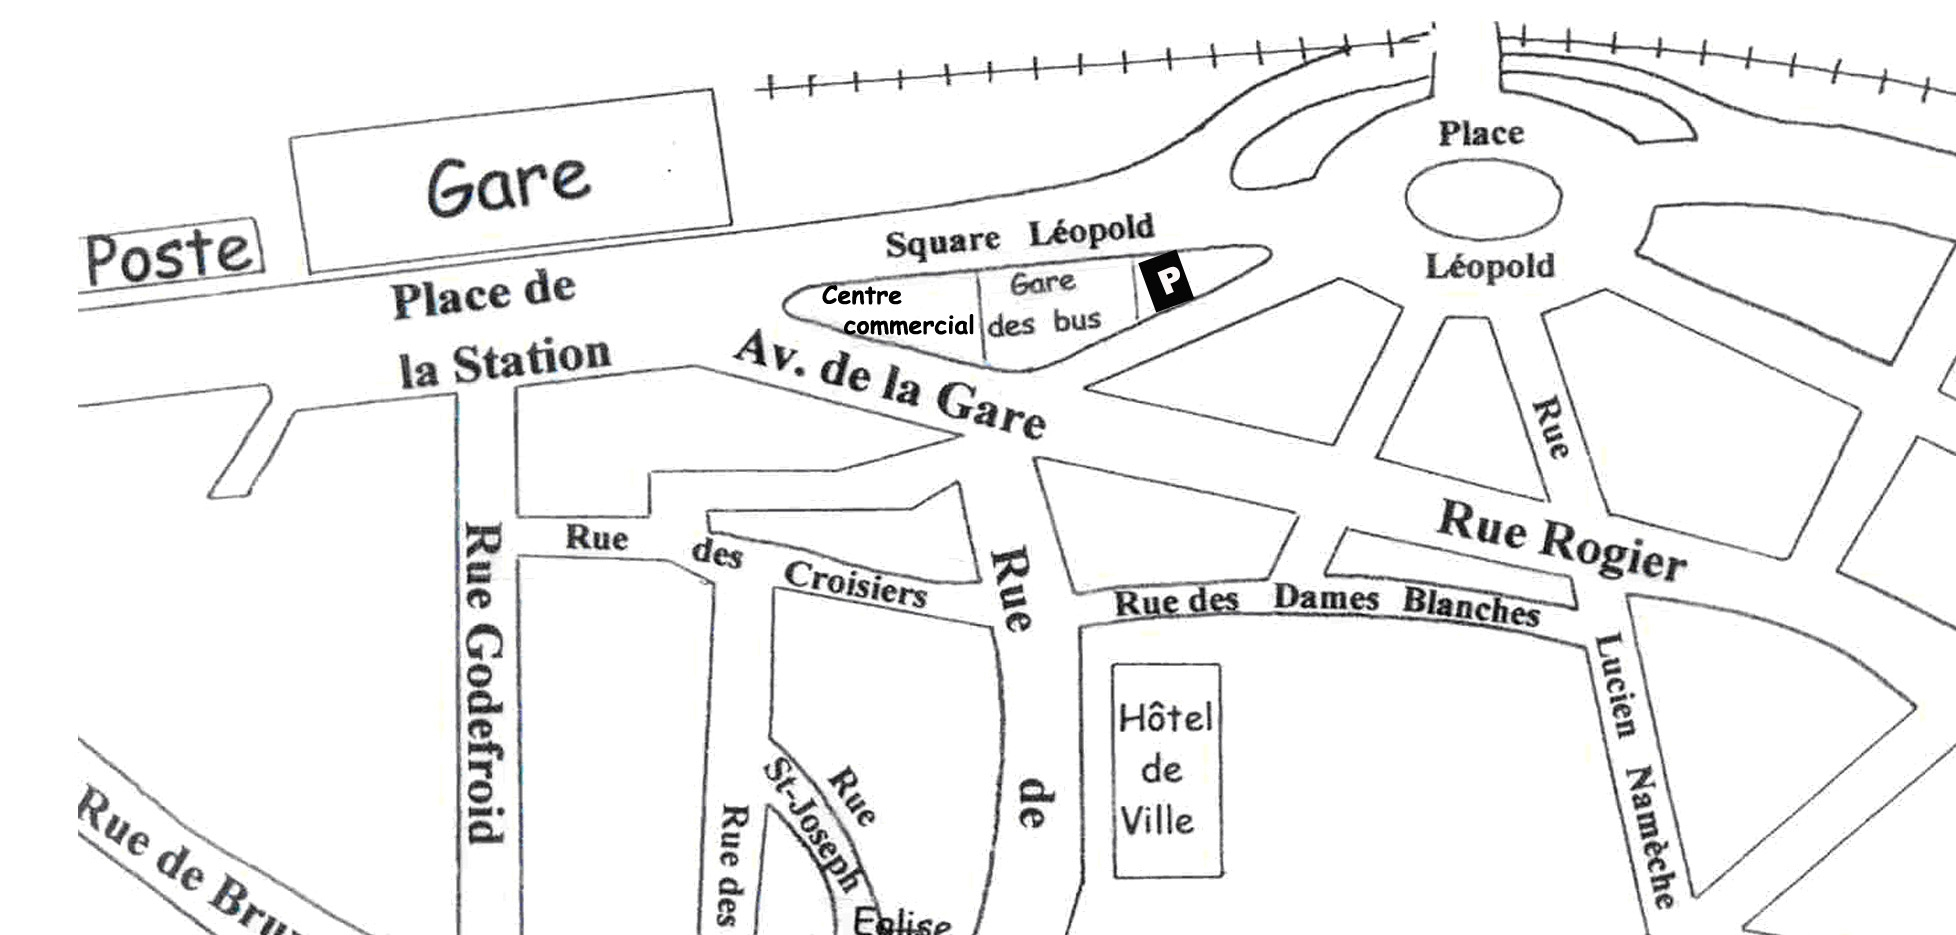 Place
Gare
Poste
Square Léopold
Léopold
Place de
la Station
Centre
commercial
Gare
des bus
P
Av. de la Gare
Rue
Rue Rogier
Rue Godefroid
Rue des Croisiers
Rue de
Rue des Dames Blanches
Lucien Namèche
Hôtel
de
Ville
Rue
St-Joseph
Rue des
Rue de
Eglise